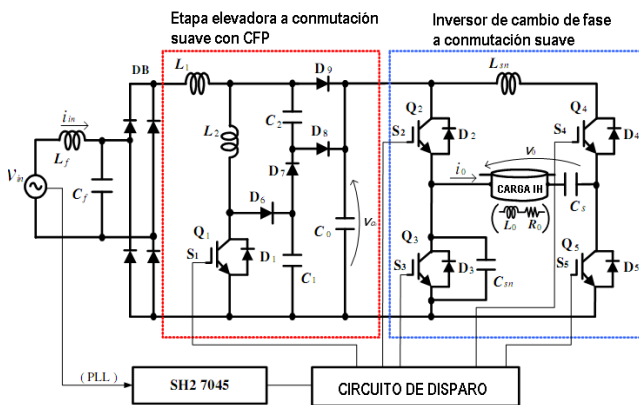 Etapa elevadora a conmutación
suave con CFP
Inversor de cambio de fase
a conmutación suave
DB
L1
D9
Lsn
iin
C2
L2
D8
D7
Q2
S2
D2
Q4
S4
D4
Lf
Vin
Cf
D6
vo
i0
v0
CARGA IH
Cs
(L0 R0)
Q1
S1
D1
C1
C0
Q3
S3
D3
Csn
Q5
S5
D5
(PLL)
SH2 7045
CIRCUITO DE DISPARO